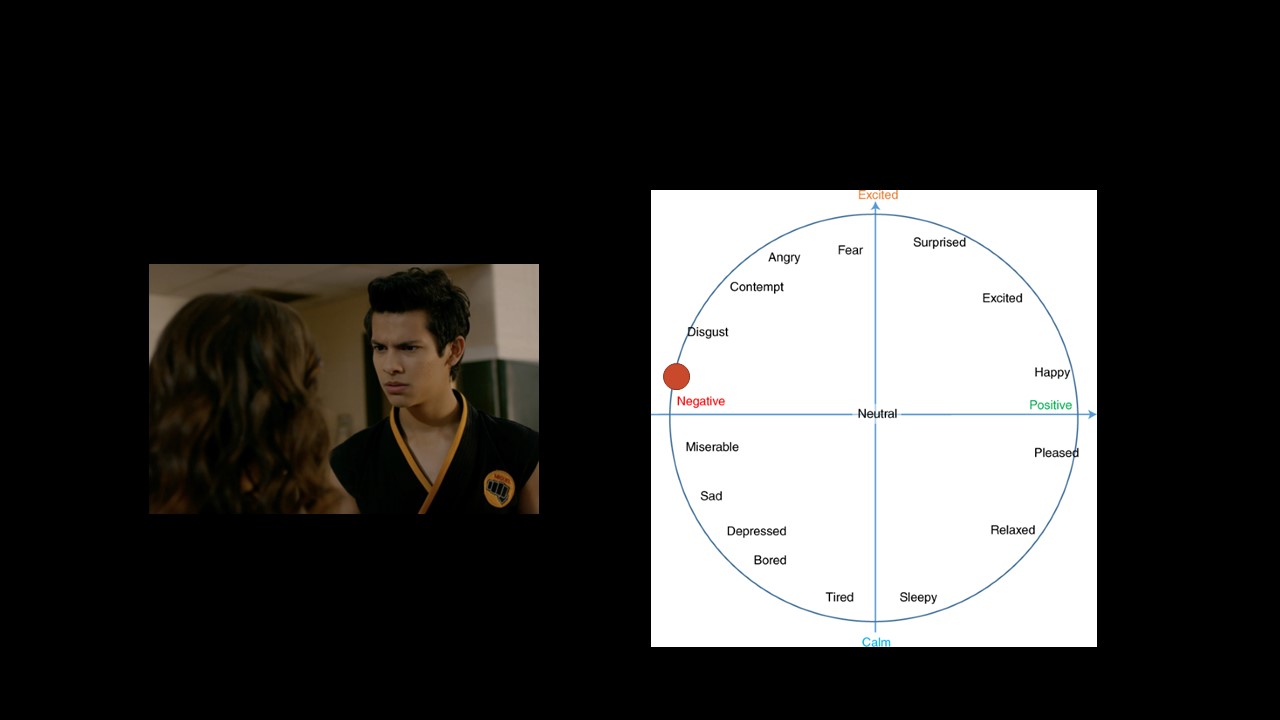 Excited
Surprised
Fear
Angry
Contempt
Excited
Disgust
Happy
Negative
Positive
Neutral
Miserable
Pleased
Sad
Depressed
Relaxed
Bored
Tired
Sleepy
Calm